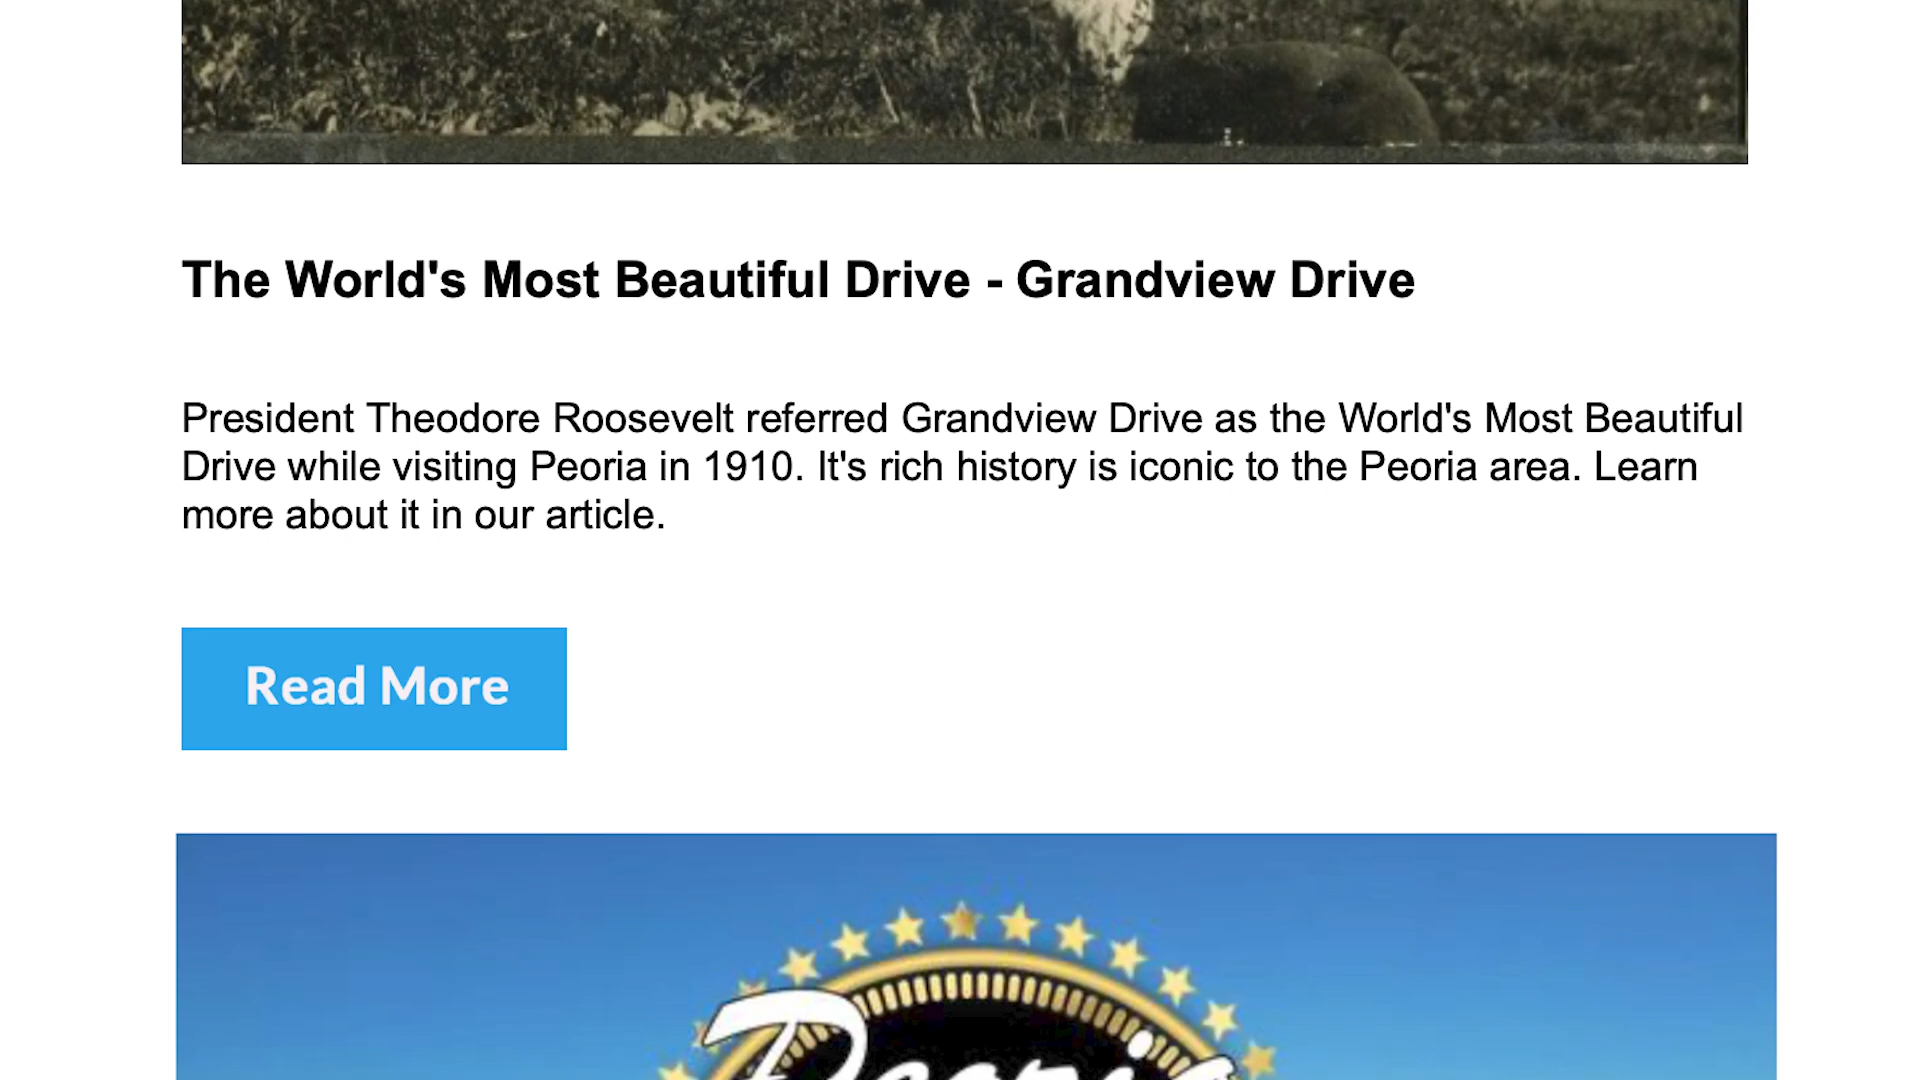 The World's Most Beautiful Drive - Grandview Drive
President Theodore Roosevelt referred Grandview Drive as the World's Most Beautiful
Drive while visiting Peoria in 1910. It's rich history is iconic to the Peoria area. Learn
more about it in our article.
Read More
Peoria